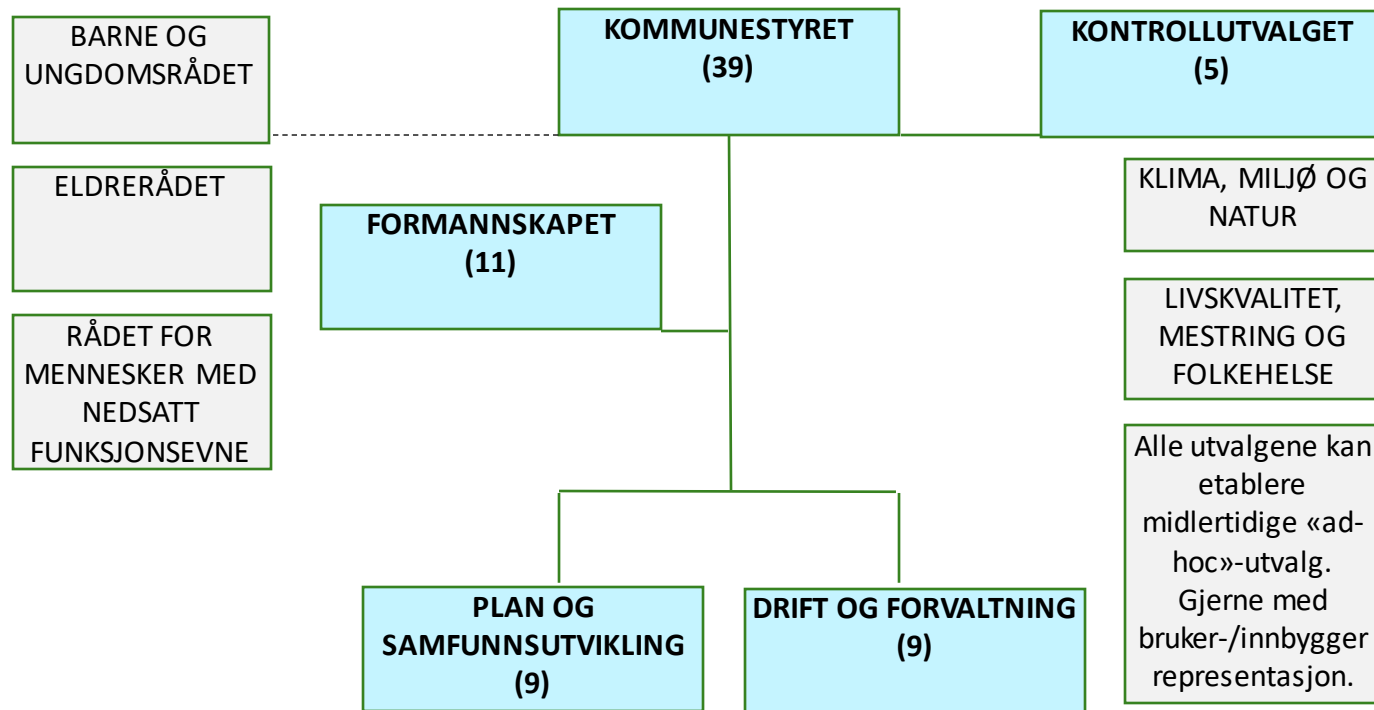 BARNE OG
UNGDOMSRÅDET
KOMMUNESTYRET
(39)
KONTROLLUTVALGET
(5)
ELDRERÅDET
FORMANNSKAPET
(11)
KLIMA, MILJØ OG
NATUR
LIVSKVALITET,
MESTRING OG
FOLKEHELSE
RÅDET FOR
MENNESKER MED
NEDSATT
FUNKSJONSEVNE
Alle utvalgene kan
etablere
midlertidige «ad-
hoc»-utvalg.
Gjerne med
bruker-/innbygger
representasjon.
PLAN OG
SAMFUNNSUTVIKLING
(9)
DRIFT OG FORVALTNING
(9)